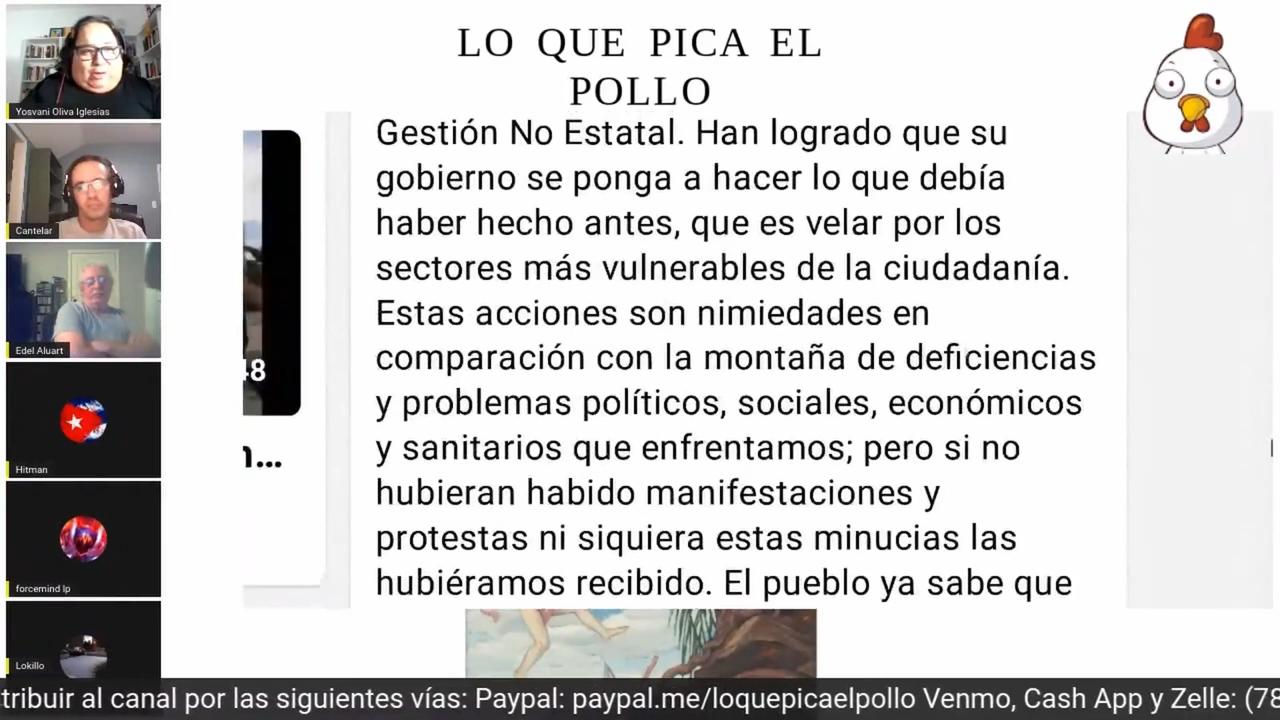 LO QUE PICA EL
POLLO
Yosvani Oliva Iglesias
Cantelar
Edel Aluart
Hitman
forcemind lp
Lokillo
48
n...
Gestión No Estatal. Han logrado que su
gobierno se ponga a hacer lo que debía
haber hecho antes, que es velar por los
sectores más vulnerables de la ciudadanía.
Estas acciones son nimiedades en
comparación con la montaña de deficiencias
y problemas políticos, sociales, económicos
y sanitarios que enfrentamos; pero si no
hubieran habido manifestaciones y
protestas ni siquiera estas minucias las
hubiéramos recibido. El pueblo ya sabe que
tribuir al canal por las siguientes vías: Paypal: paypal.me/loquepicaelpollo Venmo, Cash App y Zelle: (78